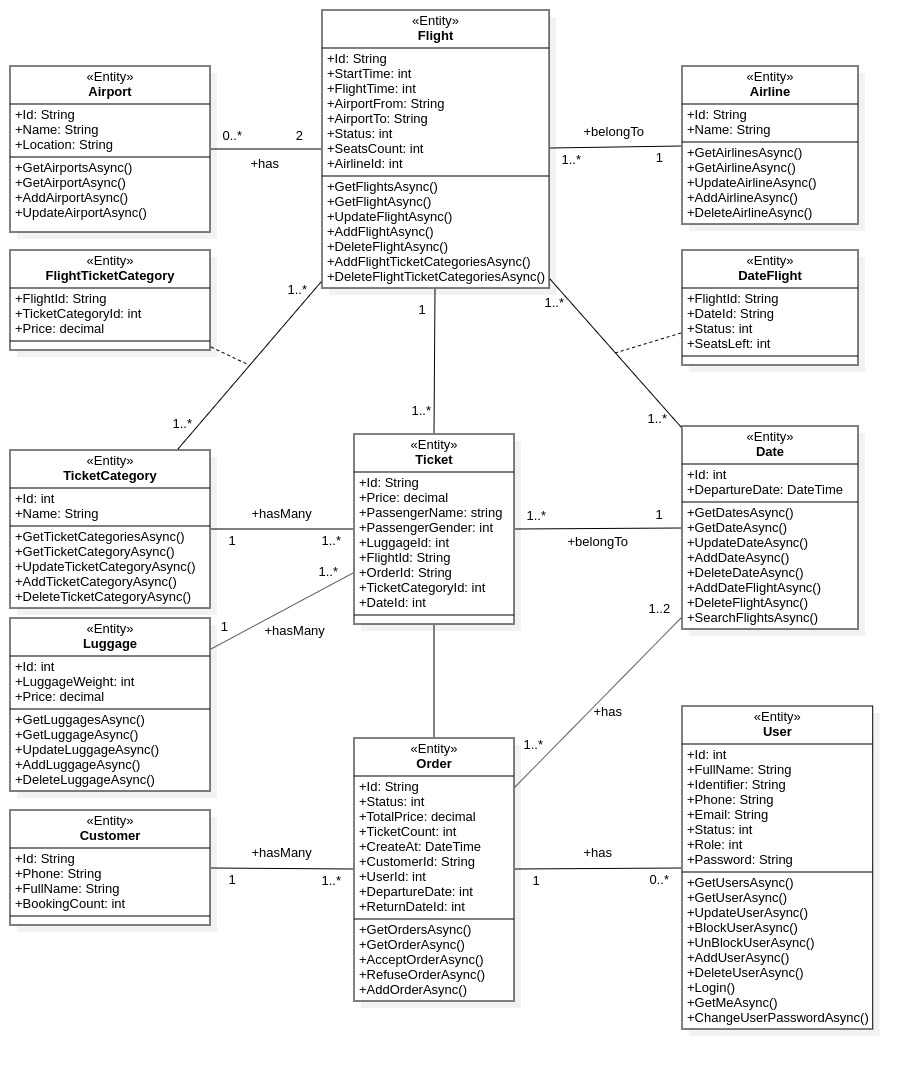 «Entity»
Flight
+Id: String
+StartTime: int
+FlightTime: int
+AirportFrom: String
+AirportTo: String
+Status: int
+SeatsCount: int
+AirlineId: int
+GetFlightsAsync()
+GetFlightAsync()
+UpdateFlightAsync()
+AddFlightAsync()
+DeleteFlightAsync()
+AddFlightTicketCategoriesAsync()
+DeleteFlightTicketCategoriesAsync()
«Entity»
Airport
+Id: String
+Name: String
+Location: String
+GetAirportsAsync()
+GetAirportAsync()
+AddAirportAsync()
+UpdateAirportAsync()
0..*
2
+has
+belongTo
1..*
1
«Entity»
Airline
+Id: String
+Name: String
+GetAirlinesAsync()
+GetAirlineAsync()
+UpdateAirlineAsync()
+AddAirlineAsync()
+DeleteAirlineAsync()
«Entity»
FlightTicketCategory
+FlightId: String
+TicketCategoryId: int
+Price: decimal
1..*
1..*
1
1..*
1..*
1..*
«Entity»
DateFlight
+FlightId: String
+DateId: String
+Status: int
+SeatsLeft: int
«Entity»
TicketCategory
+Id: int
+Name: String
+GetTicketCategoriesAsync()
+GetTicketCategoryAsync()
+UpdateTicketCategoryAsync()
+AddTicketCategoryAsync()
+DeleteTicketCategoryAsync()
+hasMany
1
1..*
«Entity»
Ticket
+Id: String
+Price: decimal
+PassengerName: string
+PassengerGender: int
+LuggageId: int
+FlightId: String
+OrderId: String
+TicketCategoryId: int
+DateId: int
1..*
1
+belongTo
«Entity»
Date
+Id: int
+DepartureDate: DateTime
+GetDatesAsync()
+GetDateAsync()
+UpdateDateAsync()
+AddDateAsync()
+DeleteDateAsync()
+AddDateFlightAsync()
+DeleteFlightAsync()
+SearchFlightsAsync()
«Entity»
Luggage
+Id: int
+LuggageWeight: int
+Price: decimal
+GetLuggagesAsync()
+GetLuggageAsync()
+UpdateLuggageAsync()
+AddLuggageAsync()
+DeleteLuggageAsync()
1..*
1
+hasMany
1..2
+has
1..*
«Entity»
Customer
+Id: String
+Phone: String
+FullName: String
+BookingCount: int
+hasMany
1
1..*
«Entity»
Order
+Id: String
+Status: int
+TotalPrice: decimal
+TicketCount: int
+CreateAt: DateTime
+CustomerId: String
+UserId: int
+DepartureDate: int
+ReturnDateId: int
+GetOrdersAsync()
+GetOrderAsync()
+AcceptOrderAsync()
+RefuseOrderAsync()
+AddOrderAsync()
+has
1
0..*
«Entity»
User
+Id: int
+FullName: String
+Identifier: String
+Phone: String
+Email: String
+Status: int
+Role: int
+Password: String
+GetUsersAsync()
+GetUserAsync()
+UpdateUserAsync()
+BlockUserAsync()
+UnBlockUserAsync()
+AddUserAsync()
+DeleteUserAsync()
+Login()
+GetMeAsync()
+ChangeUserPasswordAsync()